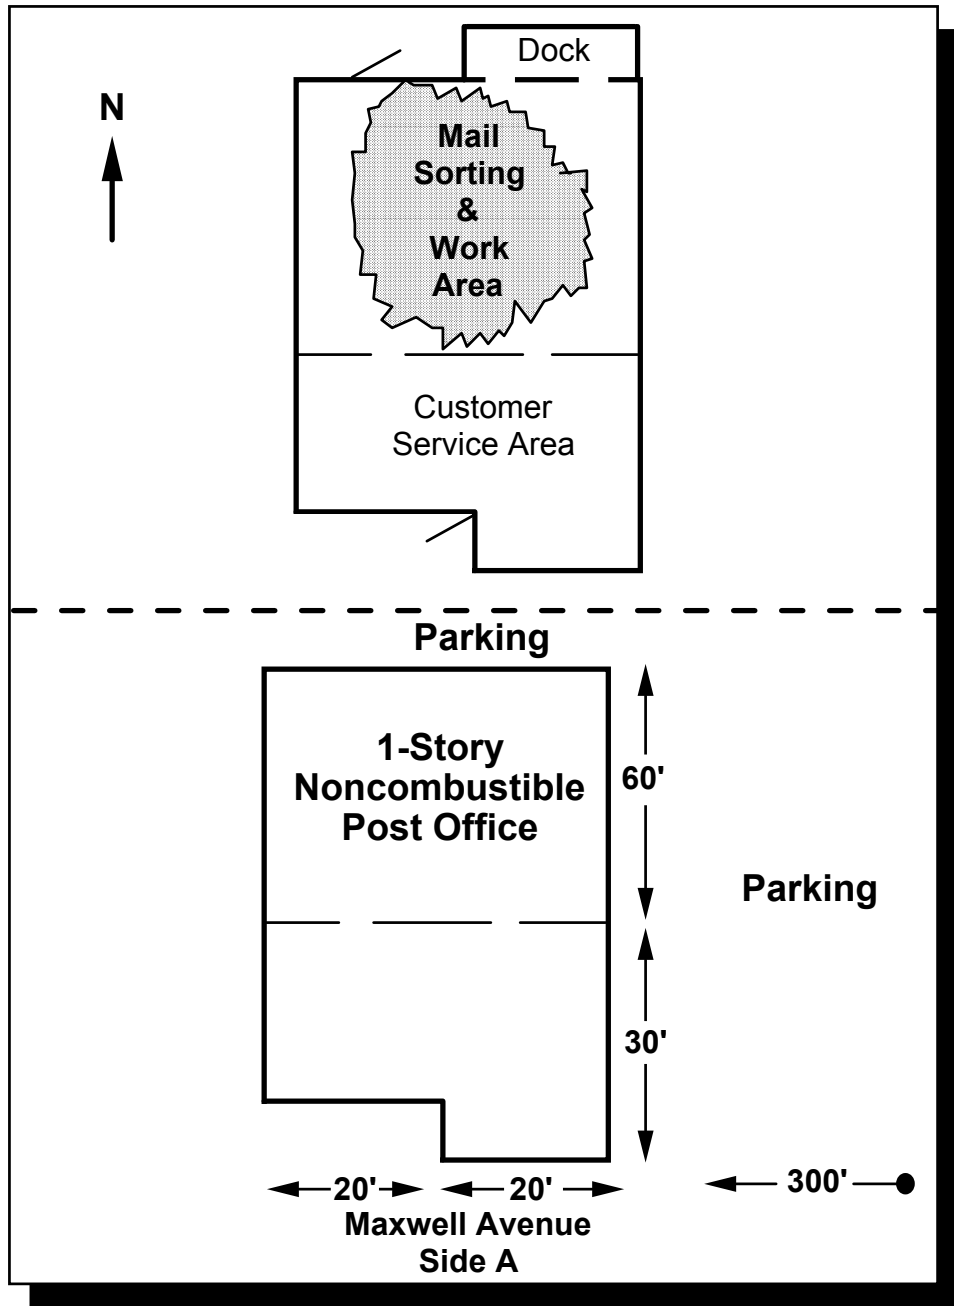 Dock
N
Mail
Sorting
&
Work
Area
Customer
Service Area
Parking
1-Story
Noncombustible
Post Office
60'
Parking
30'
20'
20'
300'
Maxwell Avenue
Side A